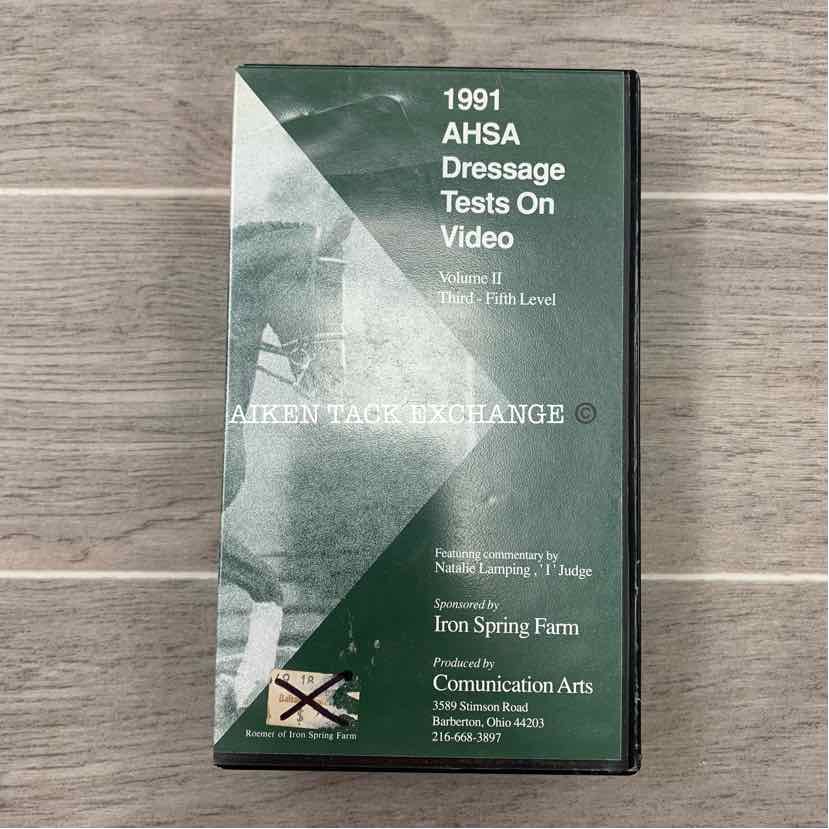 1991
AHSA
Dressage
Tests On
Video
Volume II
Third - Fifth Level
AIKEN TACK EXCHANGE ©
Featuring commentary by
Natalie Lamping , ' I ' Judge
Sponsored by
Iron Spring Farm
Produced by
Comunication Arts
3589 Stimson Road
Barberton, Ohio 44203
216-668-3897
18
$
Roemer of Iron Spring Farm